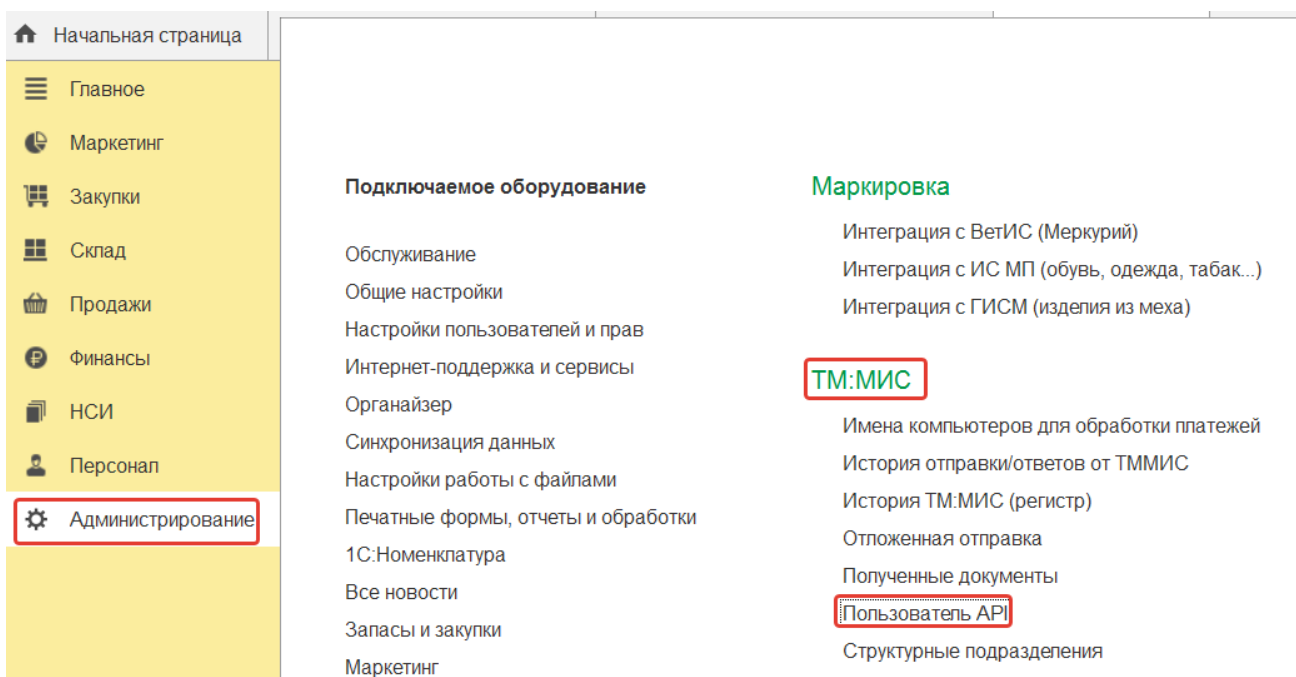 Начальная страница
Главное
Маркетинг
Закупки
Склад
Продажи
Финансы
НСИ
Персонал
Администрирование
Подключаемое оборудование
Обслуживание
Общие настройки
Настройки пользователей и прав
Интернет-поддержка и сервисы
Органайзер
Синхронизация данных
Настройки работы с файлами
Печатные формы, отчеты и обработки
1С:Номенклатура
Все новости
Запасы и закупки
Маркетинг
Маркировка
Интеграция с ВетИС (Меркурий)
Интеграция с ИС МП (обувь, одежда, табак...)
Интеграция с ГИСМ (изделия из меха)
ТМ:МИС
Имена компьютеров для обработки платежей
История отправки/ответов от ТММИС
История ТМ:МИС (регистр)
Отложенная отправка
Полученные документы
Пользователь API
Структурные подразделения